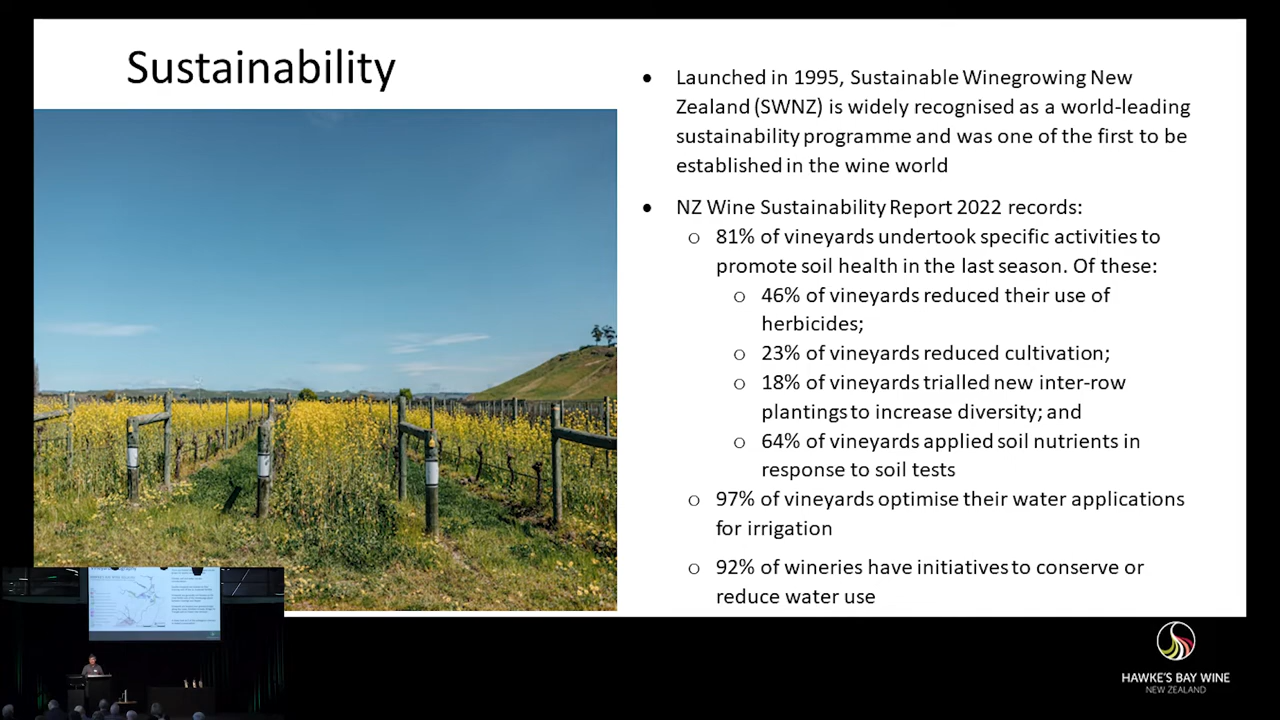 Sustainability
● Launched in 1995, Sustainable Winegrowing New
Zealand (SWNZ) is widely recognised as a world-leading
sustainability programme and was one of the first to be
established in the wine world
● NZ Wine Sustainability Report 2022 records:
○ 81% of vineyards undertook specific activities to
promote soil health in the last season. Of these:
○ 46% of vineyards reduced their use of
herbicides;
○ 23% of vineyards reduced cultivation;
○ 18% of vineyards trialled new inter-row
plantings to increase diversity; and
○ 64% of vineyards applied soil nutrients in
response to soil tests
○ 97% of vineyards optimise their water applications
for irrigation
○ 92% of wineries have initiatives to conserve or
reduce water use
HAWKE'S BAY WINE
NEW ZEALAND